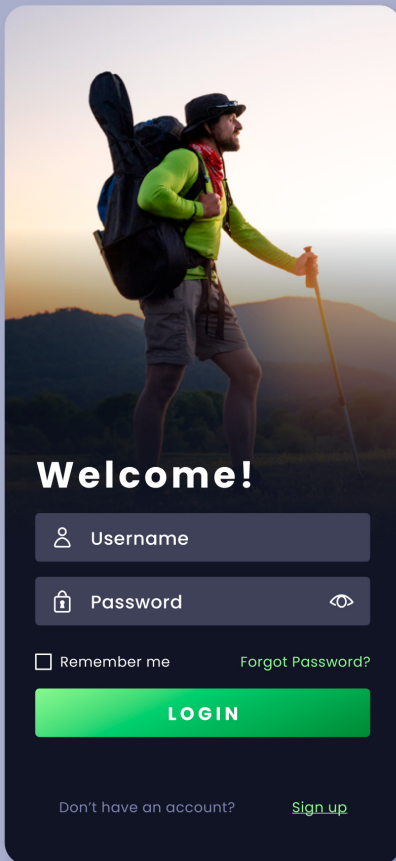 Welcome!
Username
Password
Remember me Forgot Password?
LOGIN
Don’t have an account? Sign up